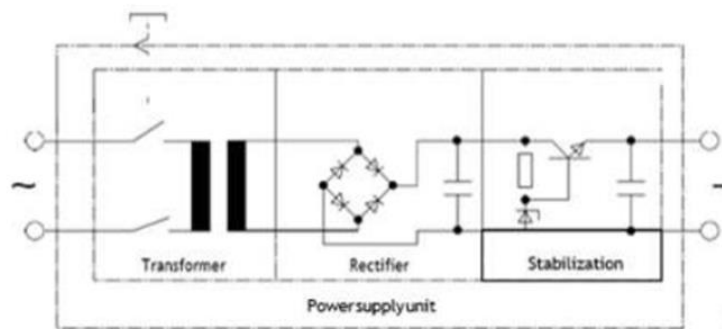 ~
Transformer
Rectifier
Stabilization
Powersupplyunit